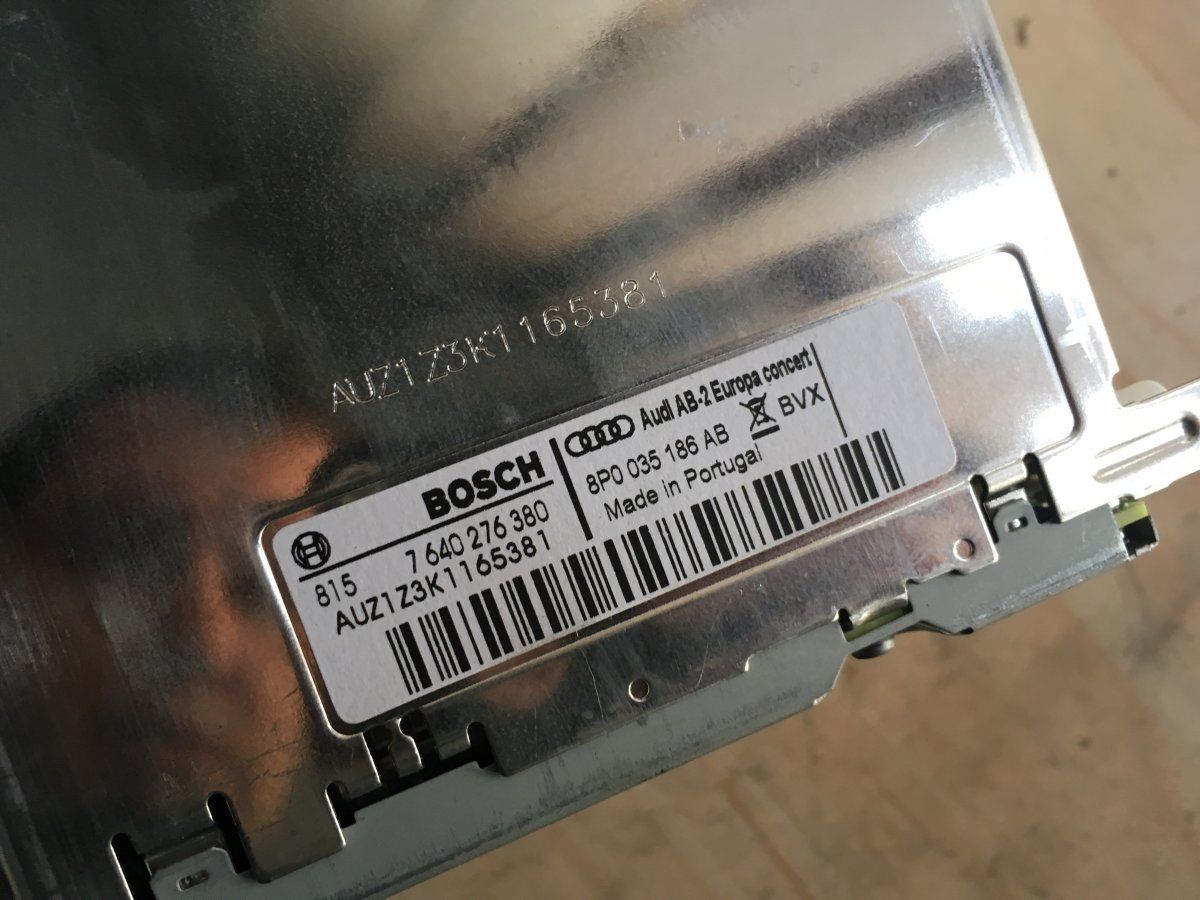 AUZ1Z3K1165381
BOSCH
815 7 640 276 380
AUZ1Z3K1165381
Audi AB-2 Europa concert
8P0 035 186 AB BVX
Made in Portugal